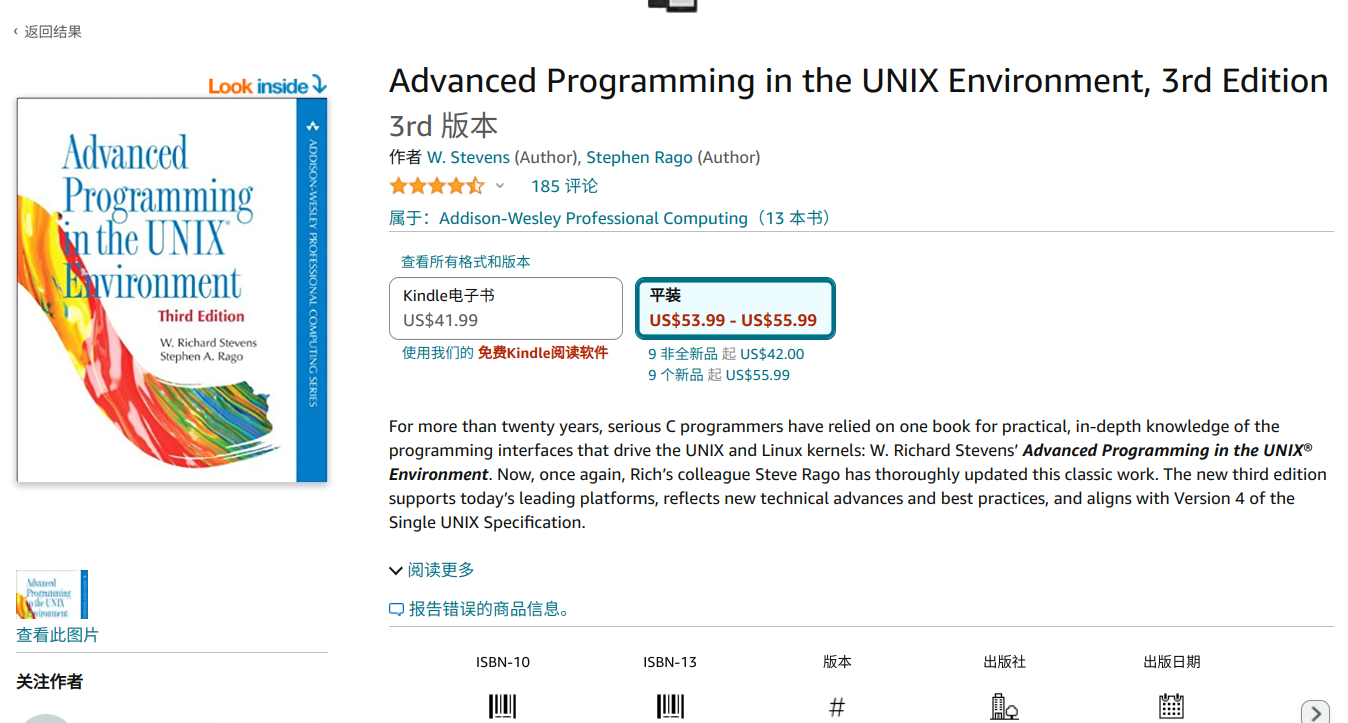 ‹ 返回结果
Look inside
Advanced
Programming
in the UNIX®
Environment
Third Edition
W. Richard Stevens
Stephen A. Rago
ADDISON-WESLEY PROFESSIONAL COMPUTING SERIES
Advanced Programming in the UNIX Environment, 3rd Edition
3rd 版本
作者 W. Stevens (Author), Stephen Rago (Author)
185 评论
属于：Addison-Wesley Professional Computing（13 本书）
查看所有格式和版本
Kindle电子书
US$41.99
使用我们的 免费Kindle阅读软件
平装
US$53.99 - US$55.99
9 非全新品 起 US$42.00
9 个新品 起 US$55.99
For more than twenty years, serious C programmers have relied on one book for practical, in-depth knowledge of the
programming interfaces that drive the UNIX and Linux kernels: W. Richard Stevens’ Advanced Programming in the UNIX®
Environment. Now, once again, Rich’s colleague Steve Rago has thoroughly updated this classic work. The new third edition
supports today’s leading platforms, reflects new technical advances and best practices, and aligns with Version 4 of the
Single UNIX Specification.
阅读更多
报告错误的商品信息。
Advanced
Programming
in the UNIX
Environment
查看此图片
关注作者
ISBN-10
ISBN-13
版本
出版社
出版日期
#